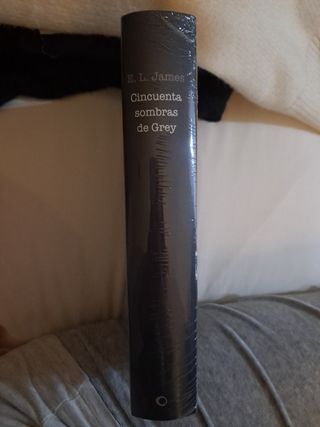 E. L. James
Cincuenta
sombras
de Grey